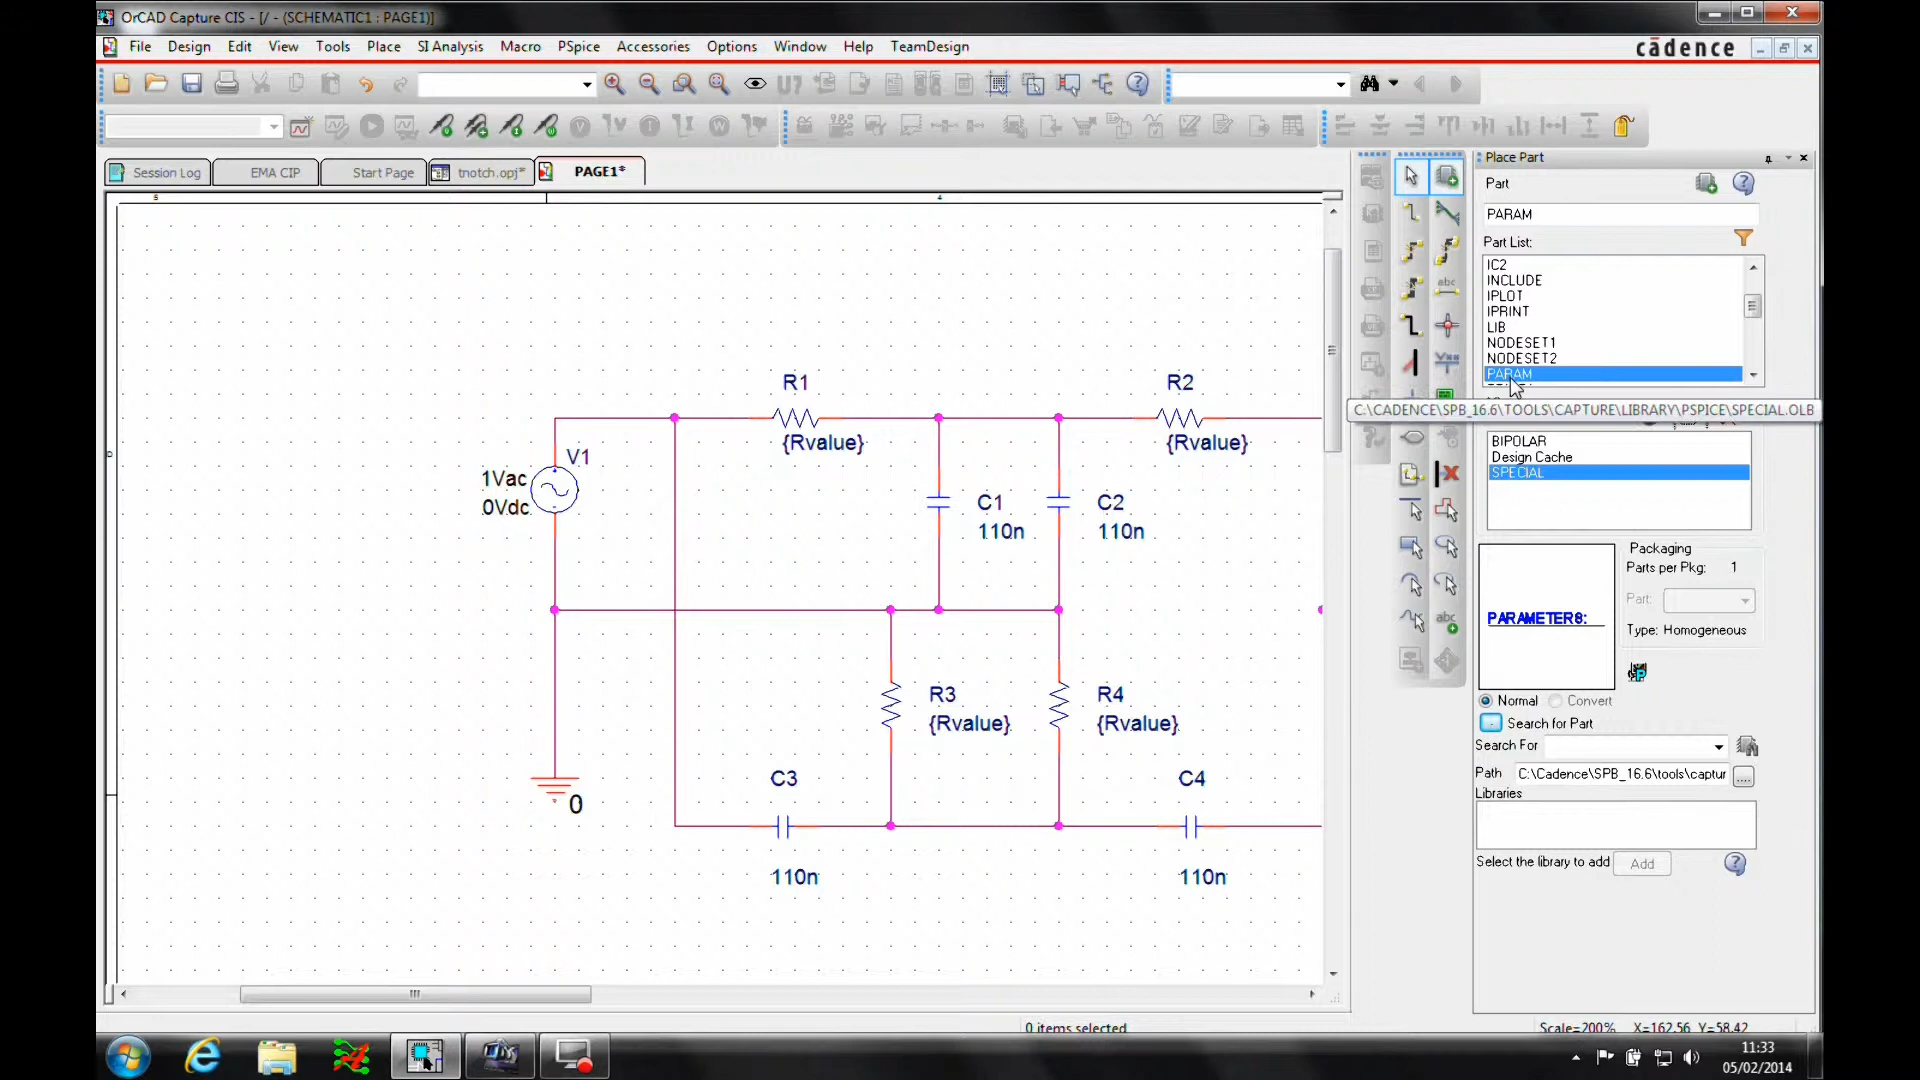 OrCAD Capture CIS - [/ - (SCHEMATIC1 : PAGE1)]
File Design Edit View Tools Place SI Analysis Macro PSpice Accessories Options Window Help TeamDesign
cādence
Session Log EMA CIP Start Page tnotch.opj* PAGE1*
5 4
R1
{Rvalue}
R2
{Rvalue}
V1
1Vac
0Vdc
C1
110n
C2
110n
R3
{Rvalue}
R4
{Rvalue}
C3
110n
C4
110n
0
Place Part
Part
PARAM
Part List:
IC2
INCLUDE
IPLOT
IPRINT
LIB
NODESET1
NODESET2
PARAM
C:\CADENCE\SPB_16.6\TOOLS\CAPTURE\LIBRARY\PSPICE\SPECIAL.OLB
BIPOLAR
Design Cache
SPECIAL
PARAMETERS:
Packaging
Parts per Pkg: 1
Part:
Type: Homogeneous
Normal Convert
Search for Part
Search For
Path C:\Cadence\SPB_16.6\tools\captur
Libraries
Select the library to add Add
0 items selected
Scale=200% X=162.56 Y=58.42
11:33
05/02/2014